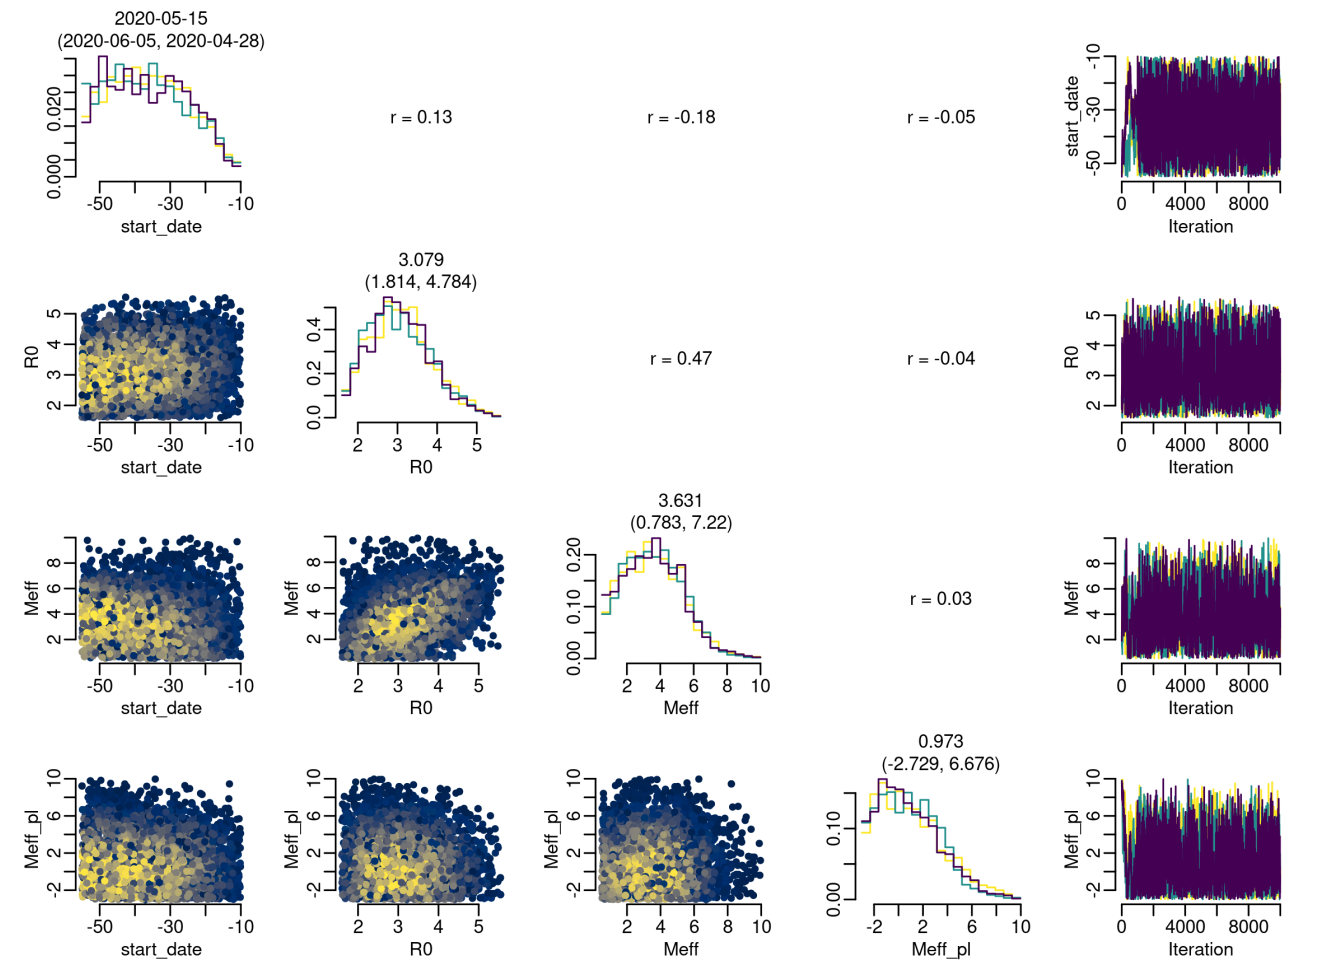 2020-05-15
(2020-06-05, 2020-04-28)
0.000 0.020
-50 -30 -10
start_date
r = 0.13
r = -0.18
r = -0.05
start_date
-50 -30 -10
0 4000 8000
Iteration
R0
2 3 4 5
-50 -30 -10
start_date
3.079
(1.814, 4.784)
0.0 0.2 0.4
2 3 4 5
R0
r = 0.47
r = -0.04
R0
2 3 4 5
0 4000 8000
Iteration
Meff
2 4 6 8
-50 -30 -10
start_date
Meff
2 4 6 8
2 3 4 5
R0
3.631
(0.783, 7.22)
0.00 0.10 0.20
2 4 6 8 10
Meff
r = 0.03
Meff
2 4 6 8
0 4000 8000
Iteration
Meff_pl
-2 2 6 10
-50 -30 -10
start_date
Meff_pl
-2 2 6 10
2 3 4 5
R0
Meff_pl
-2 2 6 10
2 4 6 8 10
Meff
0.973
(-2.729, 6.676)
0.00 0.10
-2 2 6 10
Meff_pl
Meff_pl
-2 2 6 10
0 4000 8000
Iteration